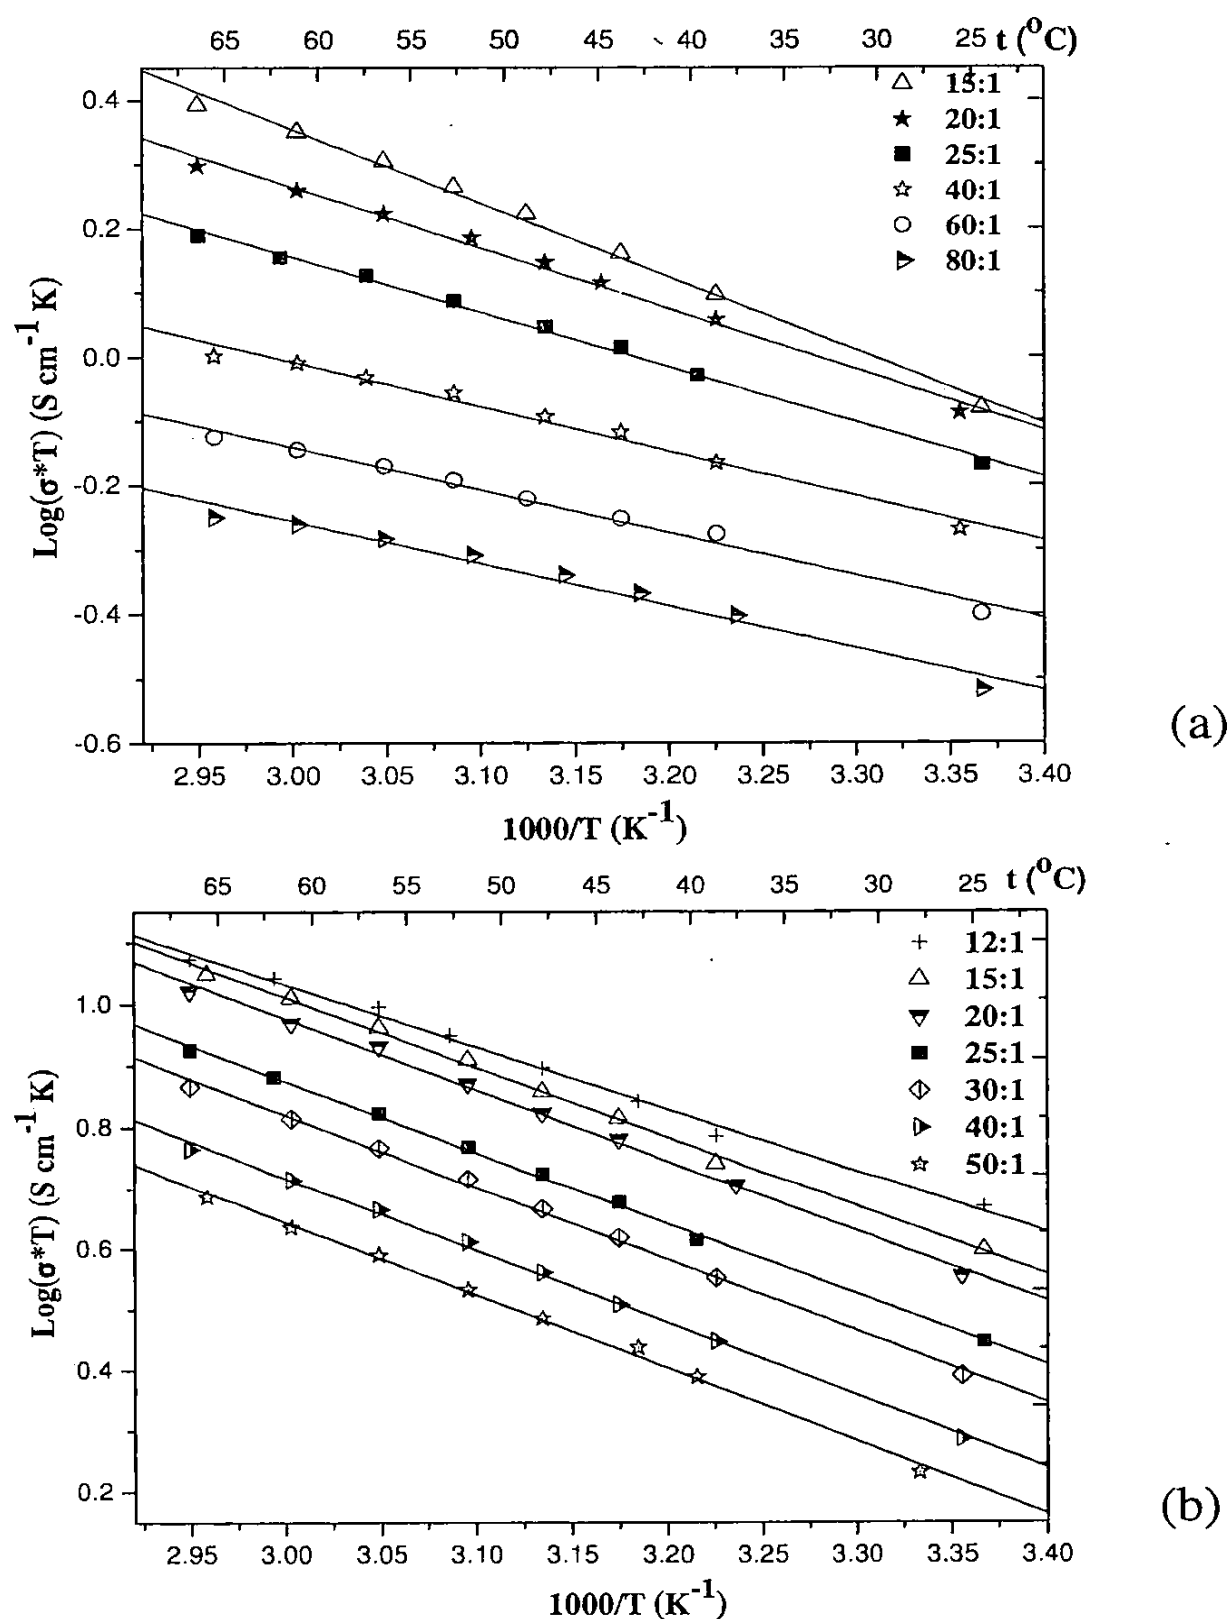 65 60 55 50 45 40 35 30 25 t (°C)
15:1
20:1
25:1
40:1
60:1
80:1
0.4
0.2
0.0
-0.2
-0.4
-0.6
Log(σ*T) (S cm⁻¹ K)
2.95 3.00 3.05 3.10 3.15 3.20 3.25 3.30 3.35 3.40
1000/T (K⁻¹)
(a)
65 60 55 50 45 40 35 30 25 t (°C)
12:1
15:1
20:1
25:1
30:1
40:1
50:1
1.0
0.8
0.6
0.4
0.2
Log(σ*T) (S cm⁻¹ K)
2.95 3.00 3.05 3.10 3.15 3.20 3.25 3.30 3.35 3.40
1000/T (K⁻¹)
(b)